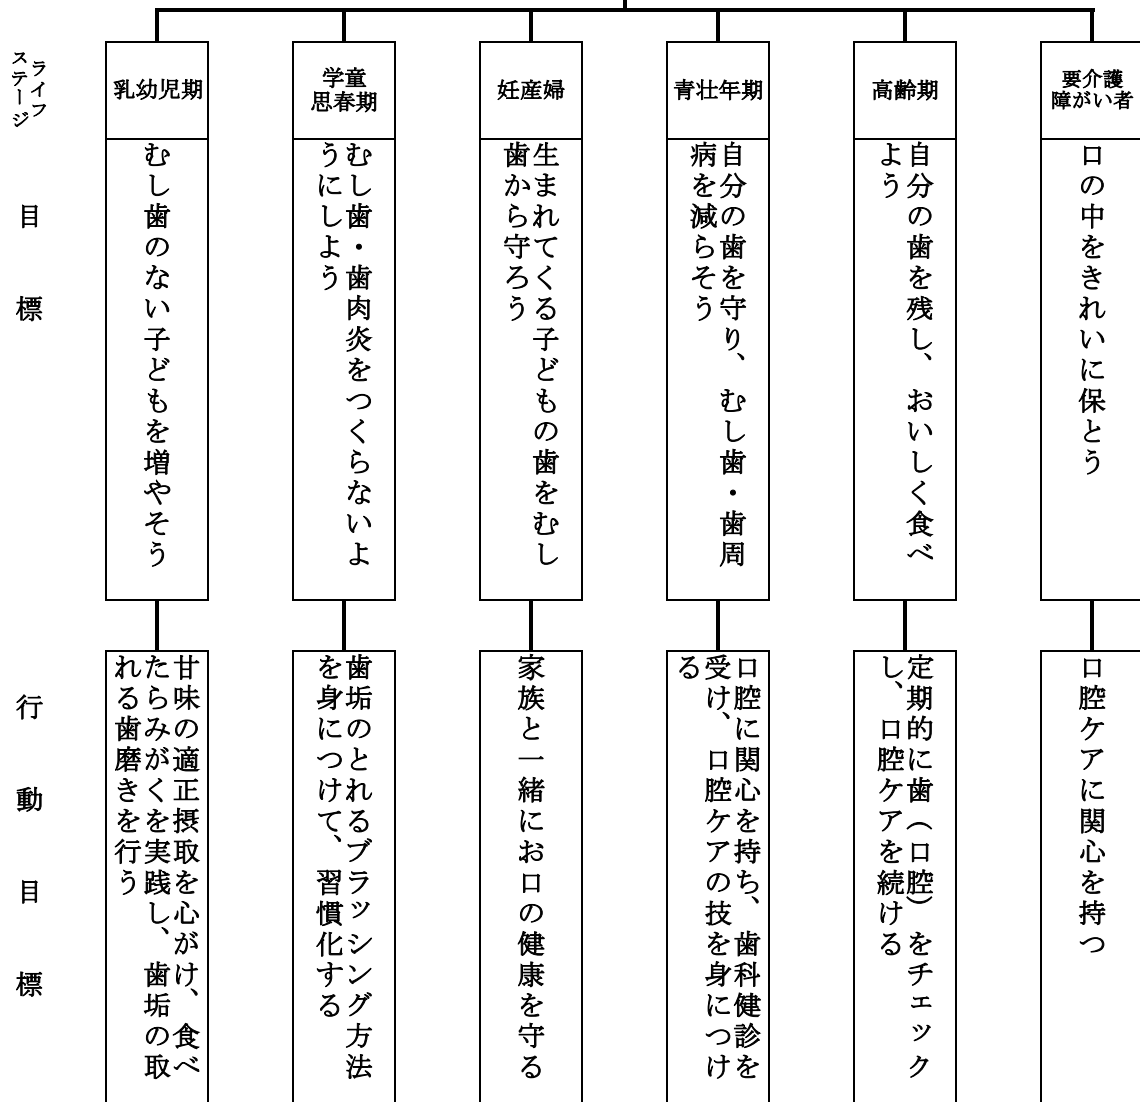 ライフ
ステージ
乳幼児期
学童
思春期
妊産婦
青壮年期
高齢期
要介護
障がい者
目標
むし歯のない子どもを増やそう
むし歯・歯肉炎をつくらないよ
うにしよう
生まれてくる子どもの歯をむし
歯から守ろう
自分の歯を守り、むし歯・歯周
病を減らそう
自分の歯を残し、おいしく食べ
よう
口の中をきれいに保とう
行動目標
甘味の適正摂取を心がけ、食べ
たらみがくを実践し、歯垢の取
れる歯磨きを行う
歯垢のとれるブラッシング方法
を身につけて、習慣化する
家族と一緒にお口の健康を守る
口腔に関心を持ち、歯科健診を
受け、口腔ケアの技を身につけ
る
定期的に歯（口腔）をチェック
し、口腔ケアを続ける
口腔ケアに関心を持つ